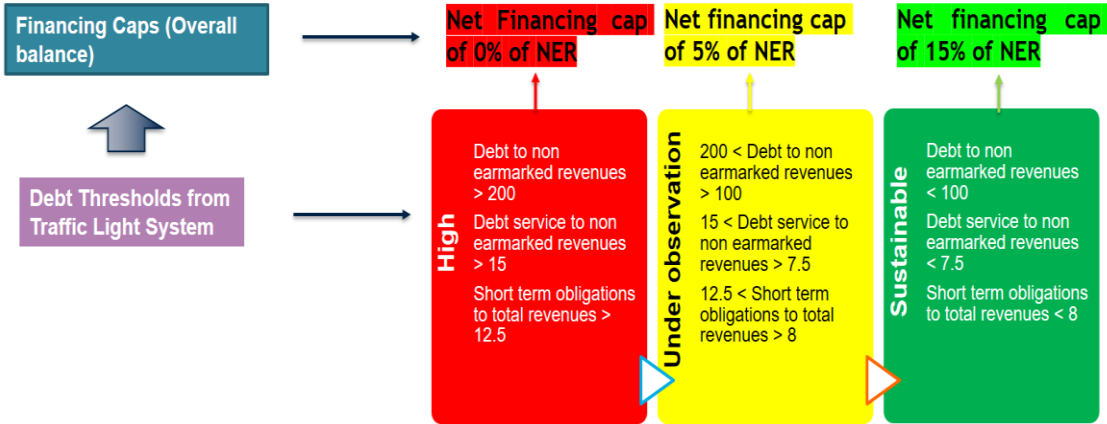 Financing Caps (Overall
balance)
Net Financing cap
of 0% of NER
Net financing cap
of 5% of NER
Net financing cap
of 15% of NER
Debt Thresholds from
Traffic Light System
High
Debt to non
earmarked revenues
> 200
Debt service to non
earmarked revenues
> 15
Short term obligations
to total revenues >
12.5
Under observation
200 < Debt to non
earmarked revenues
> 100
15 < Debt service to
non earmarked
revenues > 7.5
12.5 < Short term
obligations to total
revenues > 8
Sustainable
Debt to non
earmarked revenues
< 100
Debt service to non
earmarked revenues
< 7.5
Short term obligations
to total revenues < 8